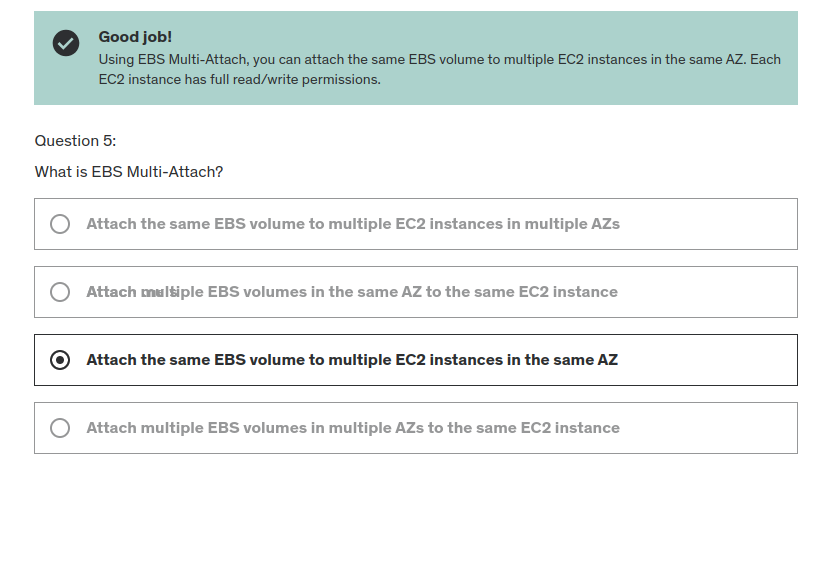 Good job!
Using EBS Multi-Attach, you can attach the same EBS volume to multiple EC2 instances in the same AZ. Each
EC2 instance has full read/write permissions.
Question 5:
What is EBS Multi-Attach?
Attach the same EBS volume to multiple EC2 instances in multiple AZs
Attach EBS volumes in the same AZ to the same EC2 instance
Attach the same EBS volume to multiple EC2 instances in the same AZ
Attach multiple EBS volumes in multiple AZs to the same EC2 instance